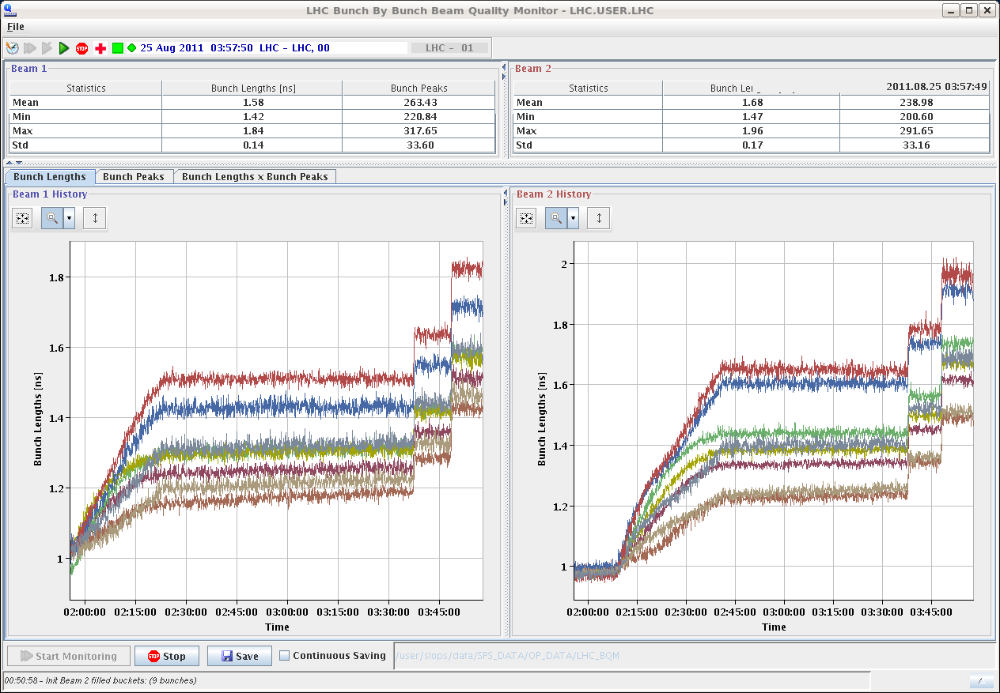 LHC Bunch By Bunch Beam Quality Monitor - LHC.USER.LHC
File
STOP 25 Aug 2011 03:57:50 LHC - LHC, 00 LHC - 01
Beam 1
Statistics Bunch Lengths [ns] Bunch Peaks
Mean 1.58 263.43
Min 1.42 220.84
Max 1.84 317.65
Std 0.14 33.60
Beam 2
Statistics Bunch Ler 2011.08.25 03:57:49
Mean 1.68 238.98
Min 1.47 200.60
Max 1.96 291.65
Std 0.17 33.16
Bunch Lengths Bunch Peaks Bunch Lengths x Bunch Peaks
Beam 1 History
1.8
1.6
1.4
1.2
1
Bunch Lengths [ns]
02:00:00 02:15:00 02:30:00 02:45:00 03:00:00 03:15:00 03:30:00 03:45:00
Time
Beam 2 History
2
1.8
1.6
1.4
1.2
1
Bunch Lengths [ns]
02:00:00 02:15:00 02:30:00 02:45:00 03:00:00 03:15:00 03:30:00 03:45:00
Time
Start Monitoring STOP Stop Save Continuous Saving /user/slops/data/SPS_DATA/OP_DATA/LHC_BQM
00:50:58 - Init Beam 2 filled buckets: (9 bunches)